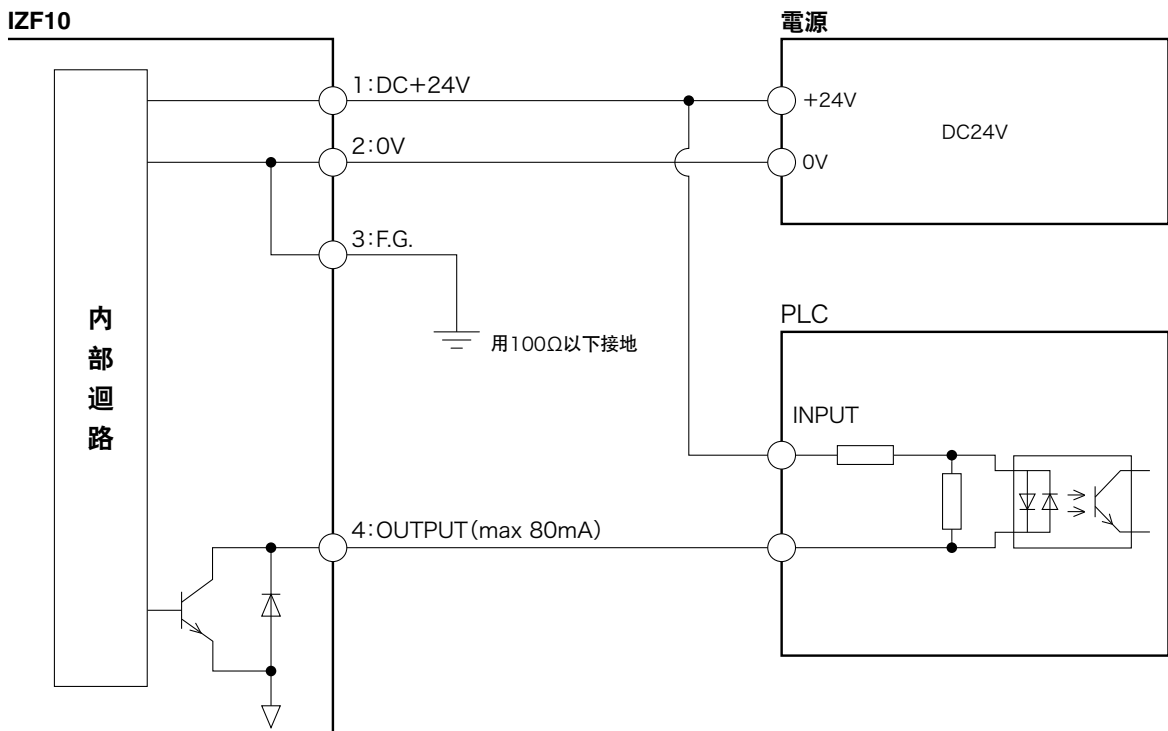 IZF10
電源
1:DC+24V
+24V
DC24V
2:0V
0V
3:F.G.
用100Ω以下接地
内部迴路
PLC
INPUT
4:OUTPUT(max 80mA)